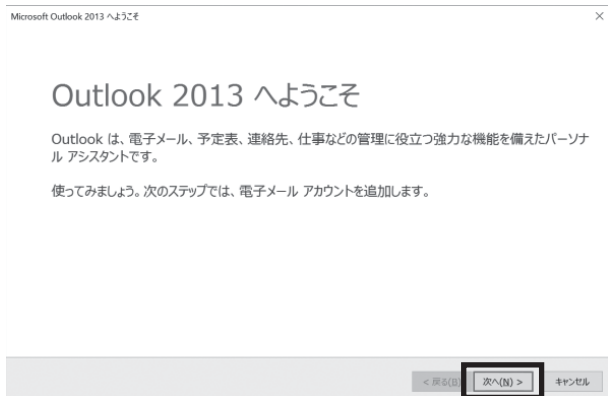 Microsoft Outlook 2013 へようこそ
Outlook 2013 へようこそ
Outlook は、電子メール、予定表、連絡先、仕事などの管理に役立つ強力な機能を備えたパーソナ
ル アシスタントです。
使ってみましょう。次のステップでは、電子メール アカウントを追加します。
< 戻る(B) 次へ(N) > キャンセル